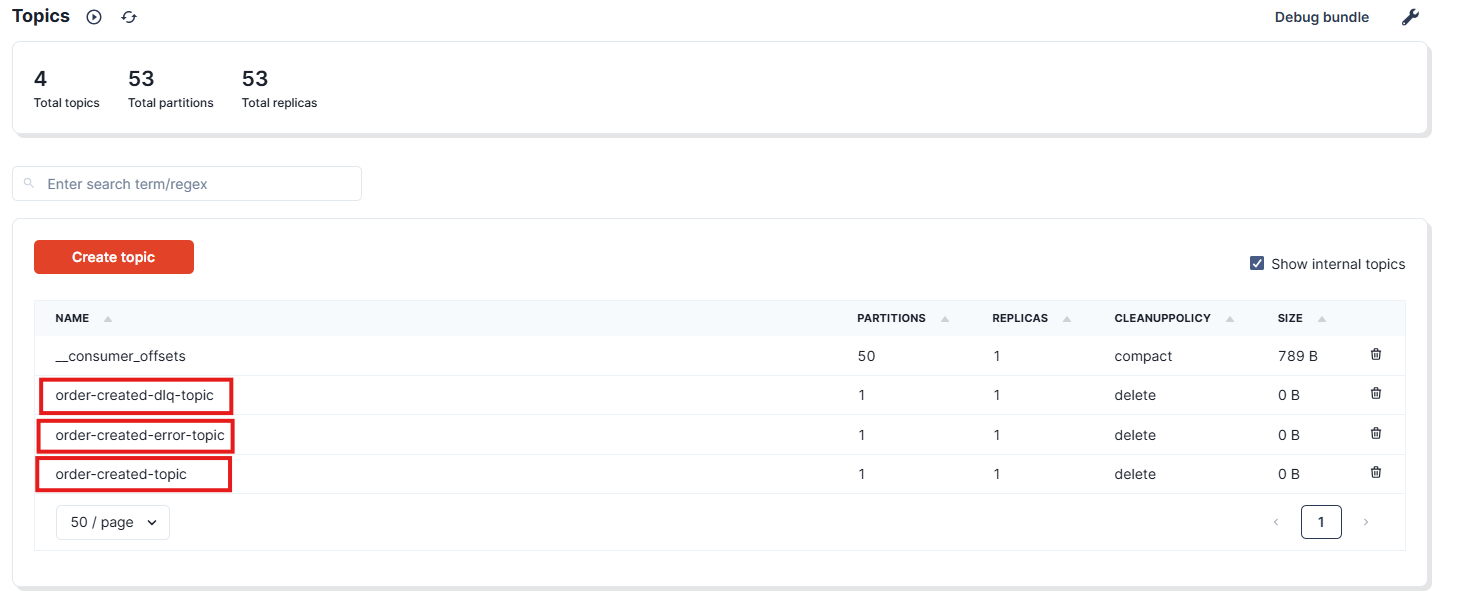 Topics Debug bundle
4 53 53
Total topics Total partitions Total replicas
Enter search term/regex
Create topic
Show internal topics
NAME PARTITIONS REPLICAS CLEANUPPOLICY SIZE
__consumer_offsets 50 1 compact 789 B
order-created-dlq-topic 1 1 delete 0 B
order-created-error-topic 1 1 delete 0 B
order-created-topic 1 1 delete 0 B
50 / page 1